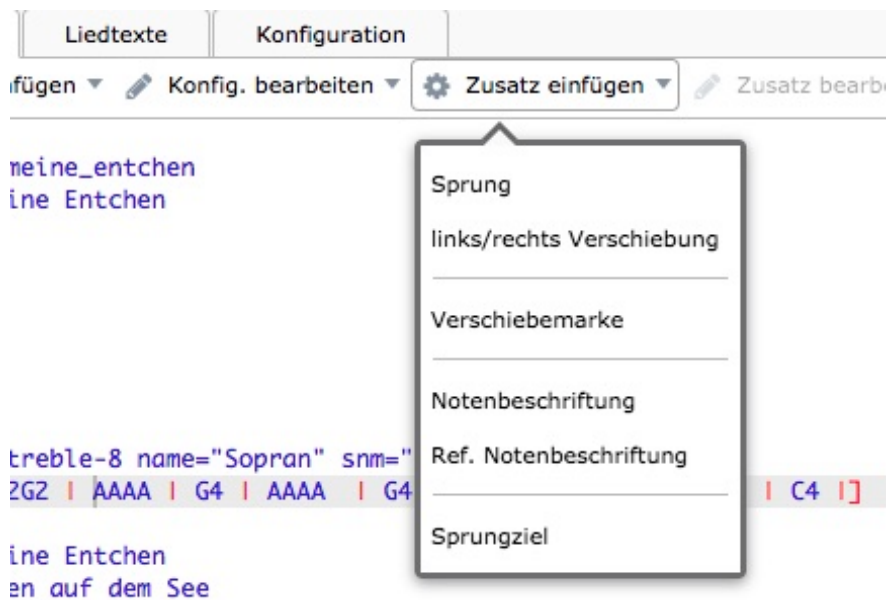 Liedtexte Konfiguration
fügen Konfig. bearbeiten Zusatz einfügen Zusatz bearb
meine_entchen
ine Entchen
Sprung
links/rechts Verschiebung
Verschiebemarke
Notenbeschriftung
treble-8 name="Sopran" snm="
Ref. Notenbeschriftung
2G2 | AAAA | G4 | AAAA | G4 | C4 |]
Sprungziel
ine Entchen
en auf dem See